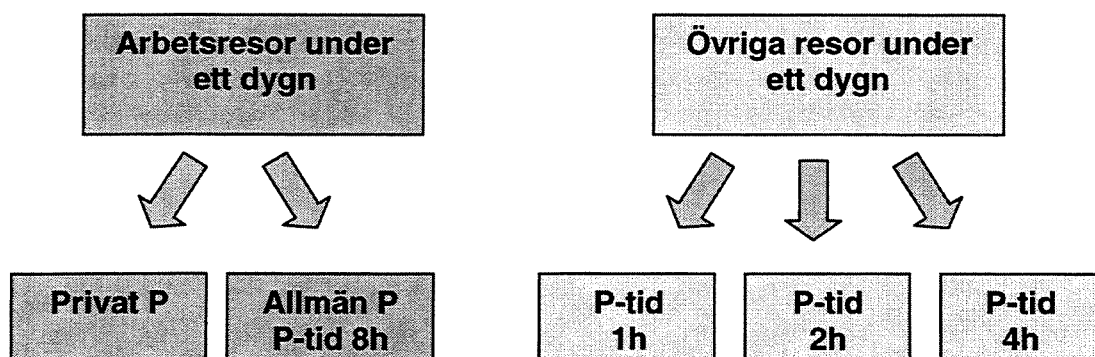 Arbetsresor under
ett dygn
Övriga resor under
ett dygn
Privat P
Allmän P
P-tid 8h
P-tid
1h
P-tid
2h
P-tid
4h